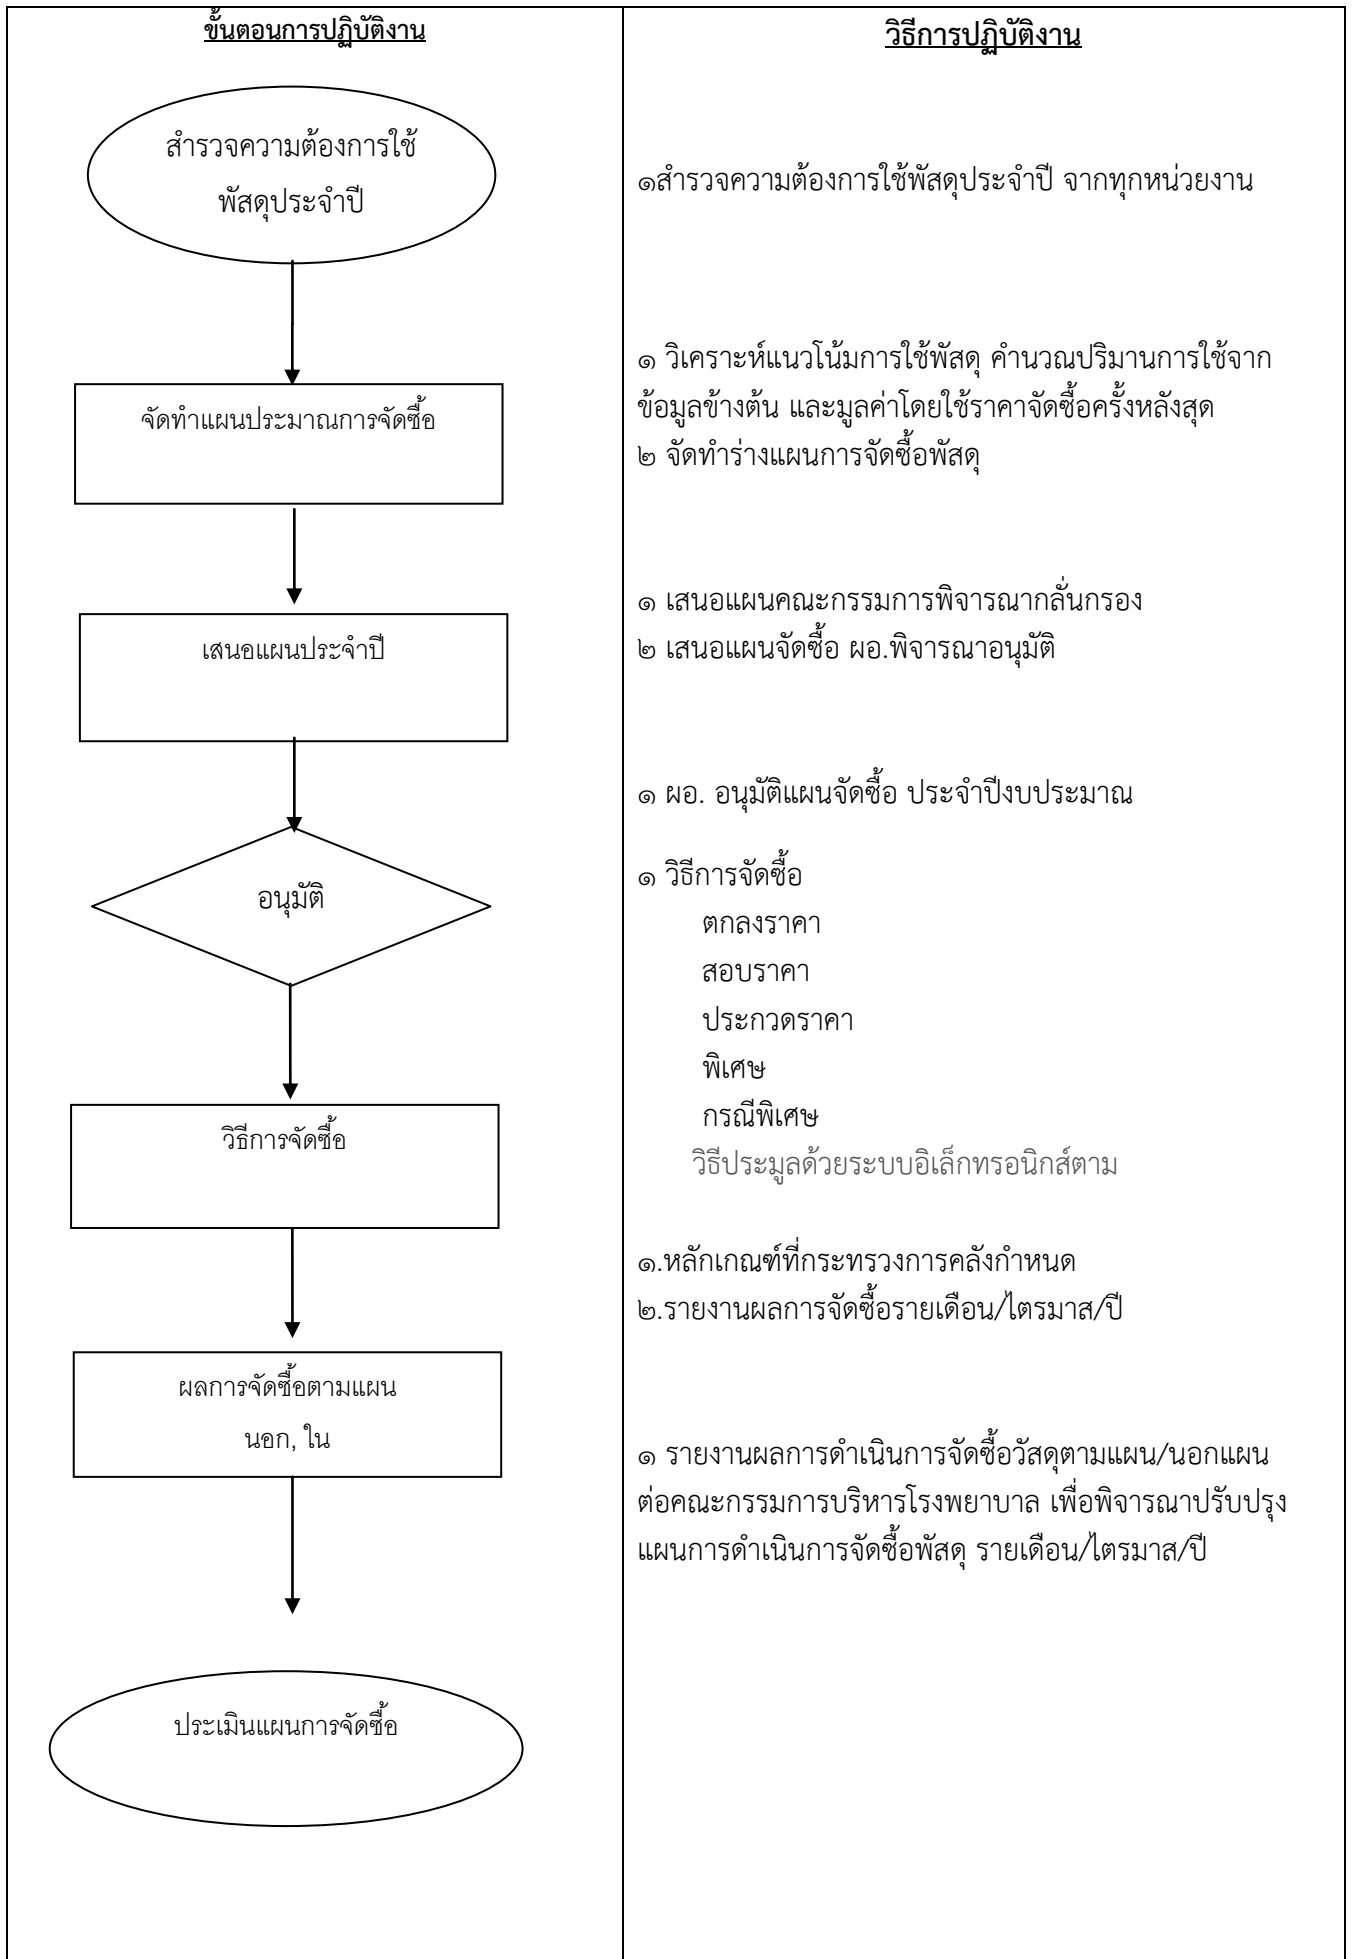 ขั้นตอนการปฏิบัติงาน
สำรวจความต้องการใช้
พัสดุประจำปี
จัดทำแผนประมาณการจัดซื้อ
เสนอแผนประจำปี
อนุมัติ
วิธีการจัดซื้อ
ผลการจัดซื้อตามแผน
นอก, ใน
ประเมินแผนการจัดซื้อ
วิธีการปฏิบัติงาน
๑สำรวจความต้องการใช้พัสดุประจำปี จากทุกหน่วยงาน
๑ วิเคราะห์แนวโน้มการใช้พัสดุ คำนวณปริมานการใช้จาก
ข้อมูลข้างต้น และมูลค่าโดยใช้ราคาจัดซื้อครั้งหลังสุด
๒ จัดทำร่างแผนการจัดซื้อพัสดุ
๑ เสนอแผนคณะกรรมการพิจารณากลั่นกรอง
๒ เสนอแผนจัดซื้อ ผอ.พิจารณาอนุมัติ
๑ ผอ. อนุมัติแผนจัดซื้อ ประจำปีงบประมาณ
๑ วิธีการจัดซื้อ
ตกลงราคา
สอบราคา
ประกวดราคา
พิเศษ
กรณีพิเศษ
วิธีประมูลด้วยระบบอิเล็กทรอนิกส์ตาม
๑.หลักเกณฑ์ที่กระทรวงการคลังกำหนด
๒.รายงานผลการจัดซื้อรายเดือน/ไตรมาส/ปี
๑ รายงานผลการดำเนินการจัดซื้อวัสดุตามแผน/นอกแผน
ต่อคณะกรรมการบริหารโรงพยาบาล เพื่อพิจารณาปรับปรุง
แผนการดำเนินการจัดซื้อพัสดุ รายเดือน/ไตรมาส/ปี